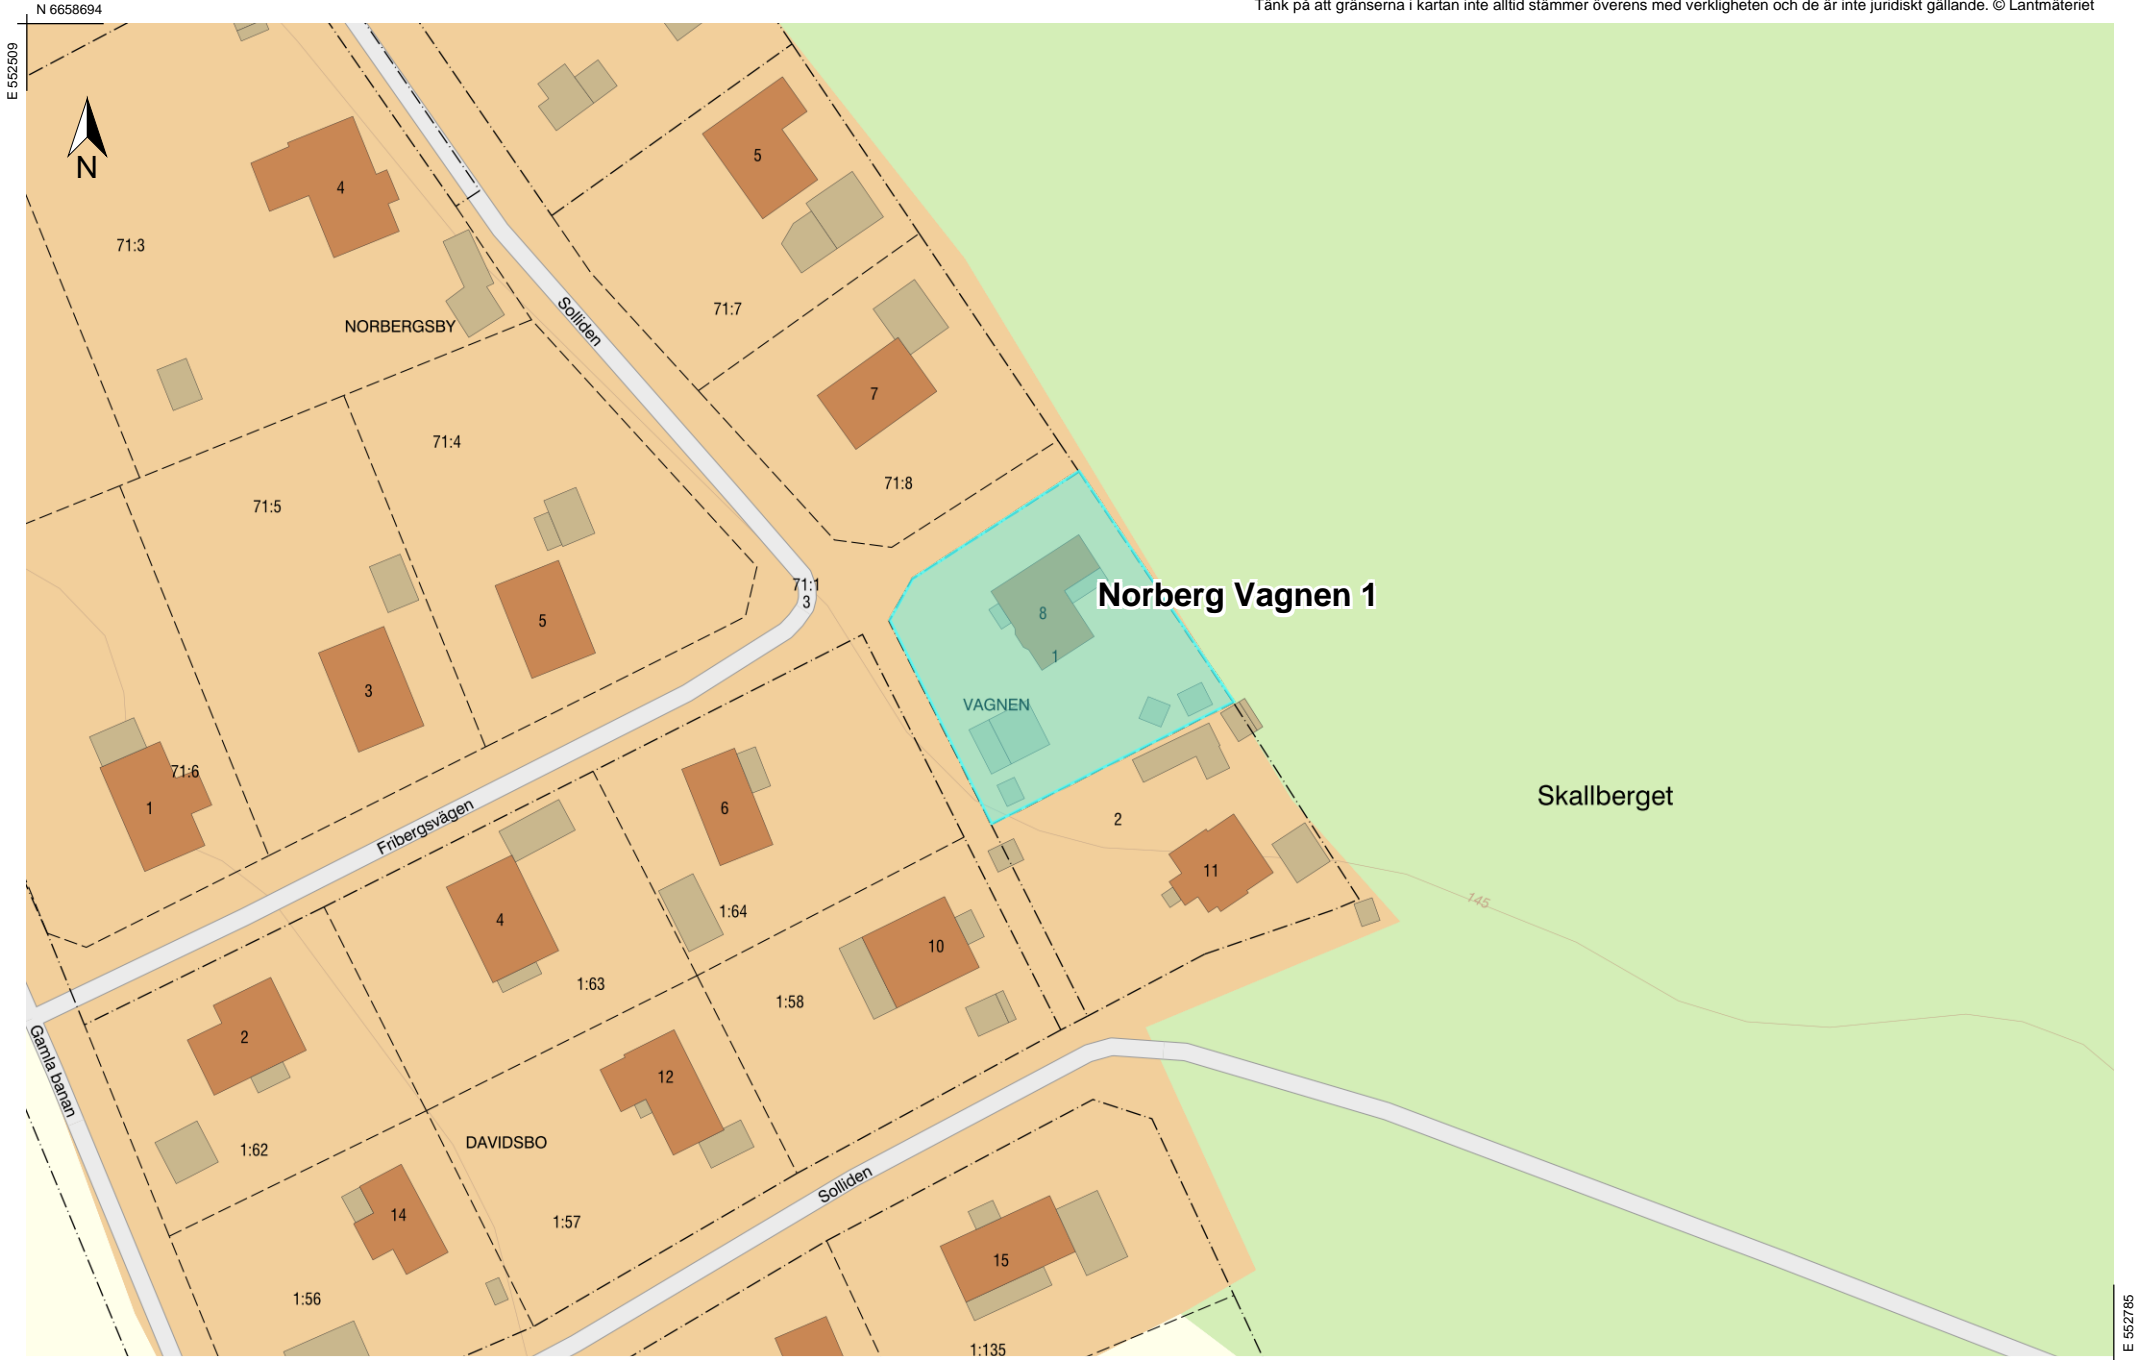 N 6658694
Tänk på att gränserna i kartan inte alltid stämmer överens med verkligheten och de är inte juridiskt gällande. © Lantmäteriet
E 552509
N
4
5
71:3
71:7
Solliden
NORBERGSBY
7
71:4
71:8
71:5
71:1
3
Norberg Vagnen 1
8
5
1
3
VAGNEN
71:6
1
6
Skallberget
Fribergsvägen
2
11
145
4
1:64
10
1:63
1:58
2
Gamla banan
12
1:62
DAVIDSBO
Solliden
14
1:57
15
1:56
1:135
E 552785